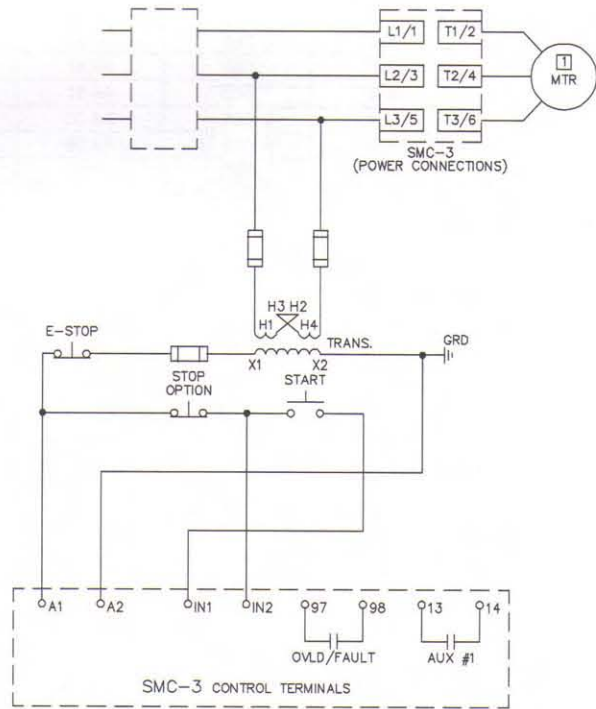 L1/1 T1/2
1
MTR
L2/3 T2/4
L3/5 T3/6
SMC-3
(POWER CONNECTIONS)
H3 H2
H1 H4
E-STOP
TRANS.
GRD
X1 X2
STOP
OPTION
START
A1 A2 IN1 IN2 97 98 13 14
OVLD/FAULT
AUX #1
SMC-3 CONTROL TERMINALS